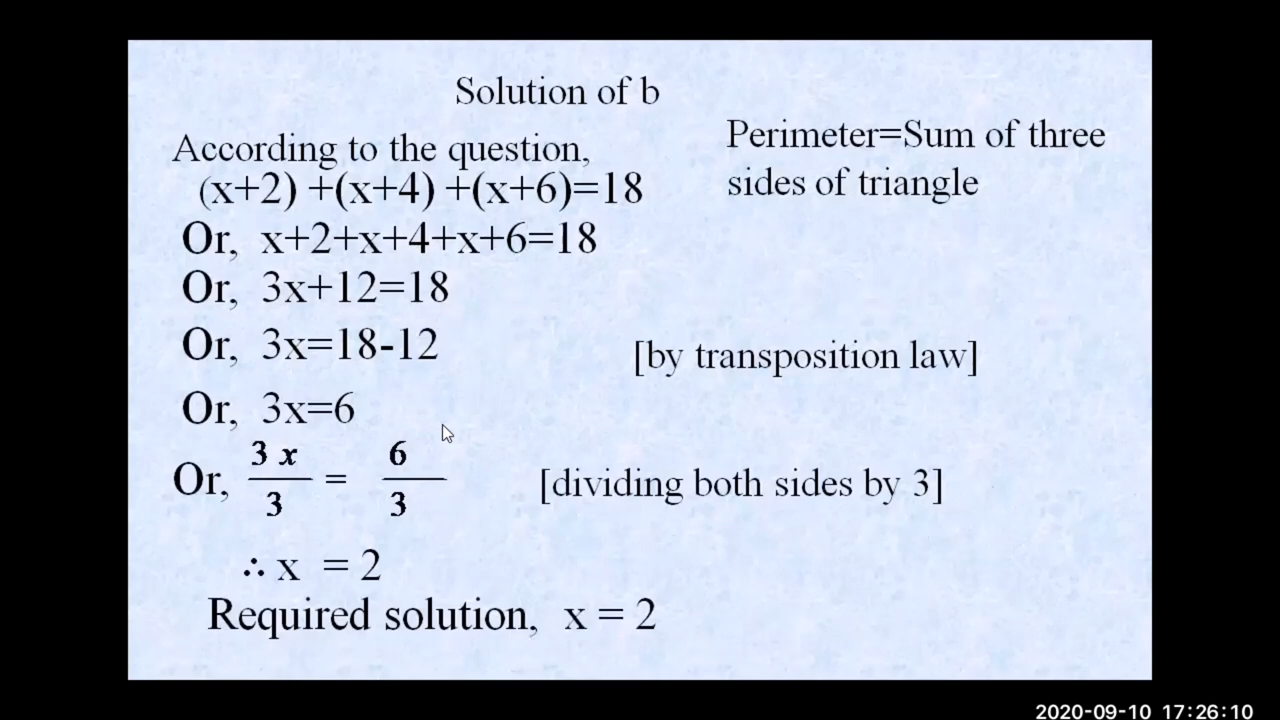 Solution of b
According to the question,
Perimeter=Sum of three
sides of triangle
(x+2) +(x+4) +(x+6)=18
Or, x+2+x+4+x+6=18
Or, 3x+12=18
Or, 3x=18-12 [by transposition law]
Or, 3x=6
Or, 3x/3 = 6/3 [dividing both sides by 3]
∴ x = 2
Required solution, x = 2
2020-09-10 17:26:10